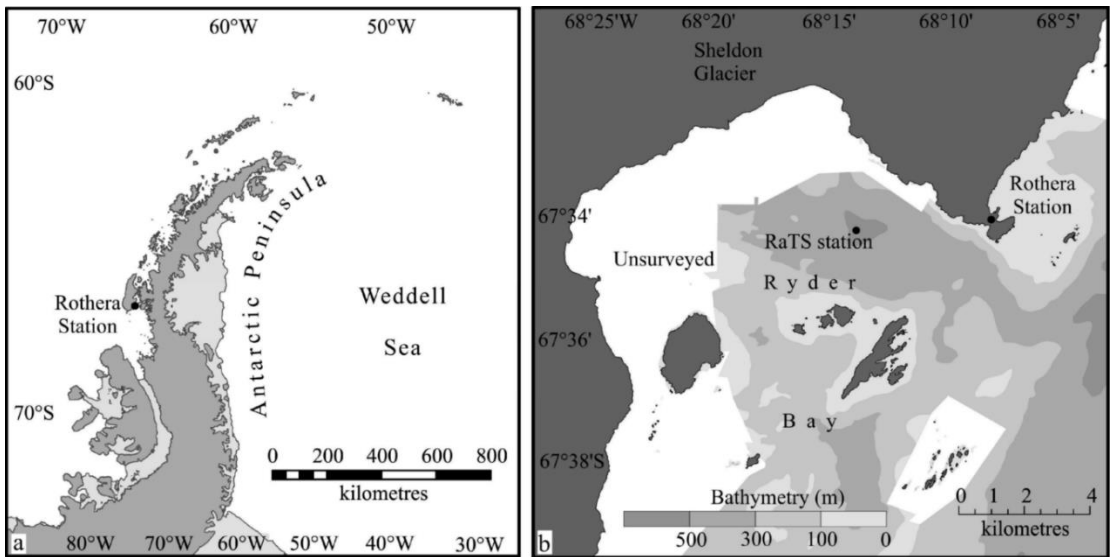 70°W 60°W 50°W
60°S
Antarctic Peninsula
Rothera
Station
Weddell
Sea
70°S
0 200 400 600 800
kilometres
a
80°W 70°W 60°W 50°W 40°W 30°W
68°25'W 68°20' 68°15' 68°10' 68°5'
Sheldon
Glacier
Rothera
Station
67°34'
RaTS station
Unsurveyed
Ryder
67°36'
Bay
67°38'S
Bathymetry (m)
500 300 100 0
0 1 2 4
kilometres
b